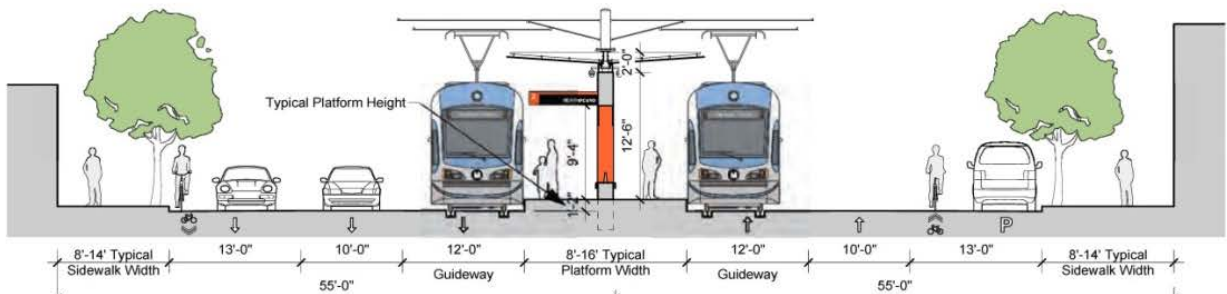 2'-0"
Typical Platform Height
12'-6"
9'-4"
1'-2"
P
8'-14' Typical
Sidewalk Width
13'-0"
10'-0"
12'-0"
Guideway
8'-16' Typical
Platform Width
12'-0"
Guideway
10'-0"
13'-0"
8'-14' Typical
Sidewalk Width
55'-0"
55'-0"